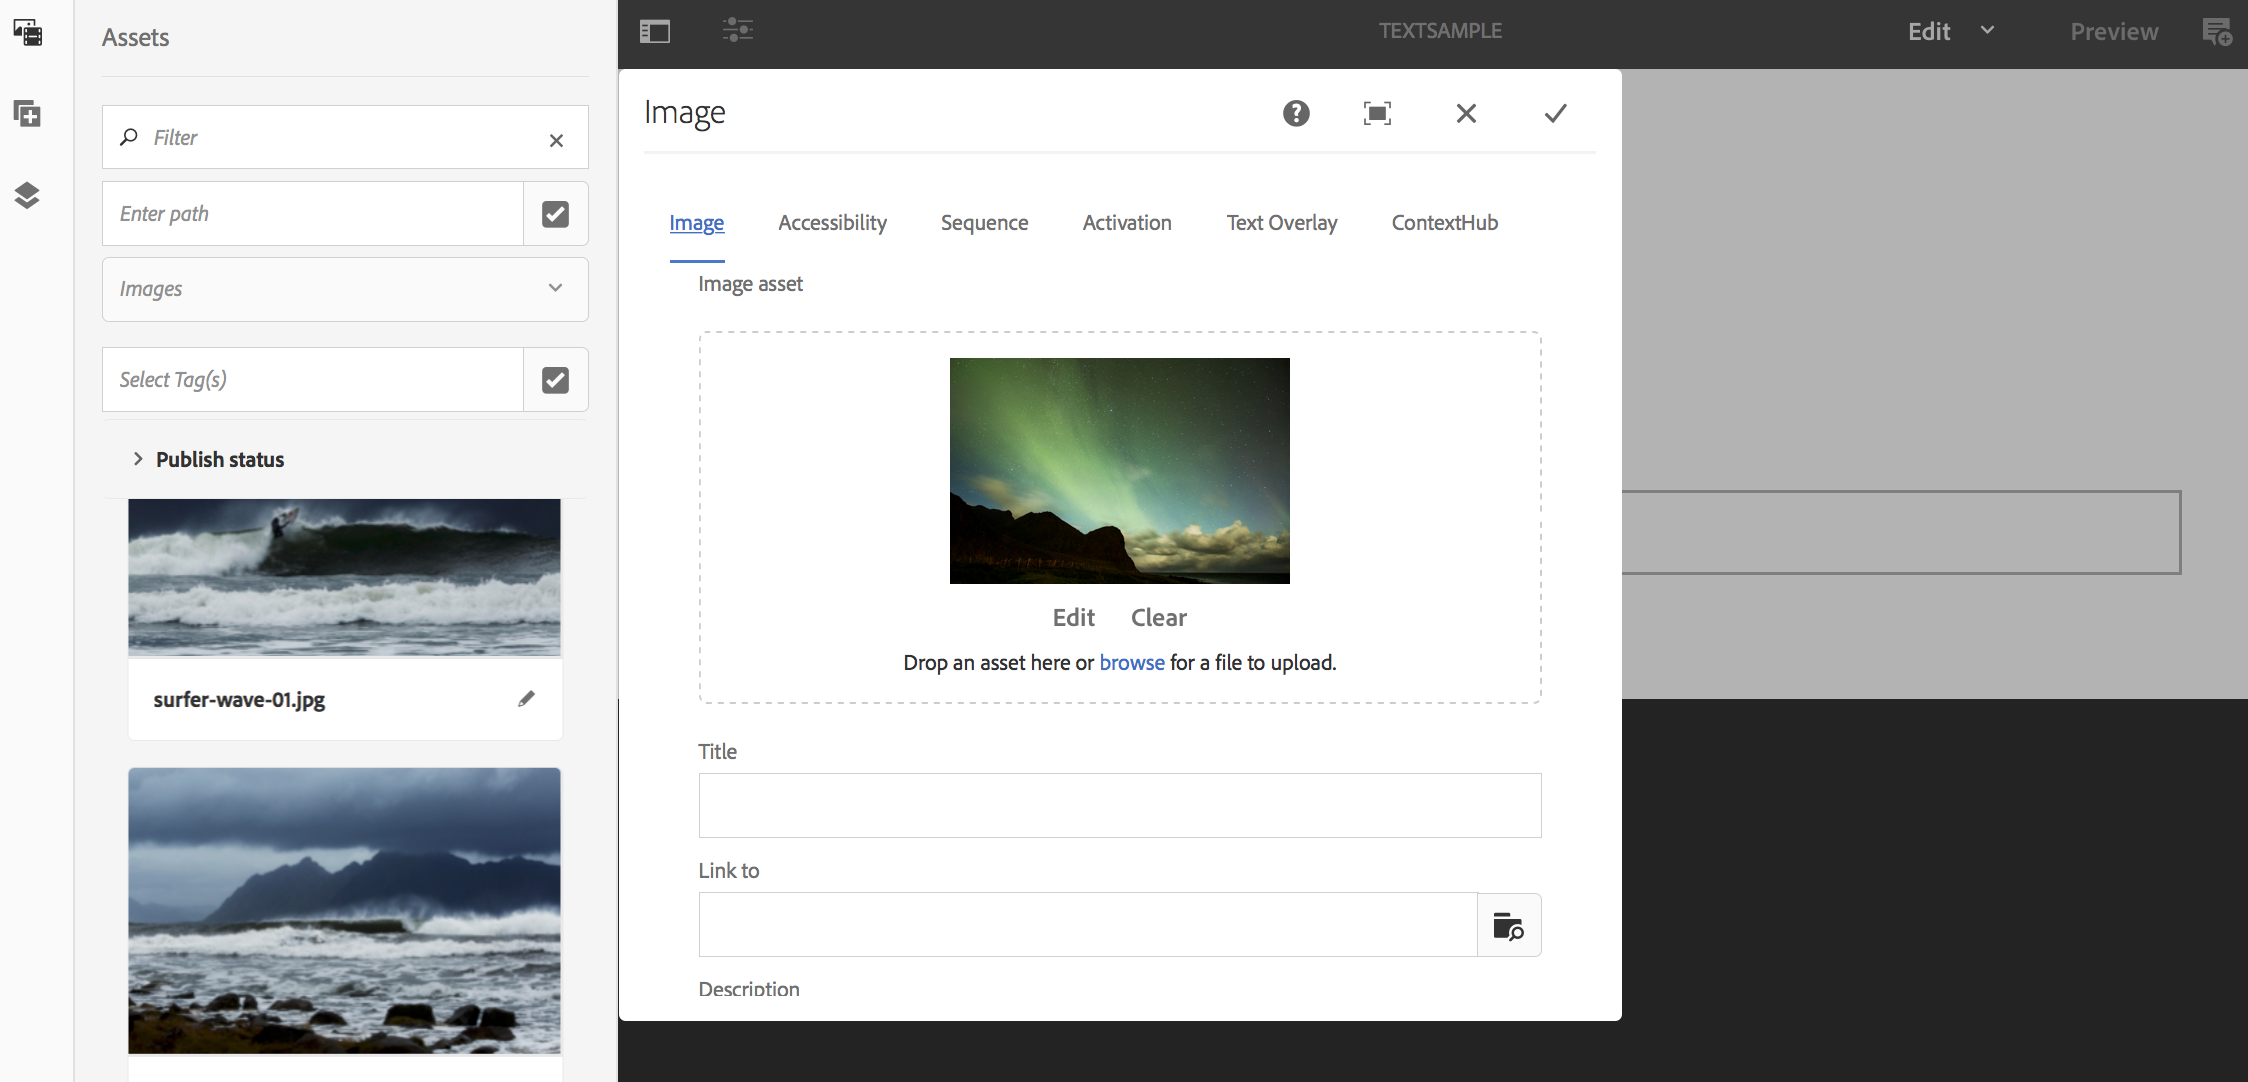 Assets
Filter
Enter path
Images
Select Tag(s)
Publish status
surfer-wave-01.jpg
TEXTSAMPLE
Edit
Preview
Image
Image Accessibility Sequence Activation Text Overlay ContextHub
Image asset
Edit Clear
Drop an asset here or browse for a file to upload.
Title
Link to
Description